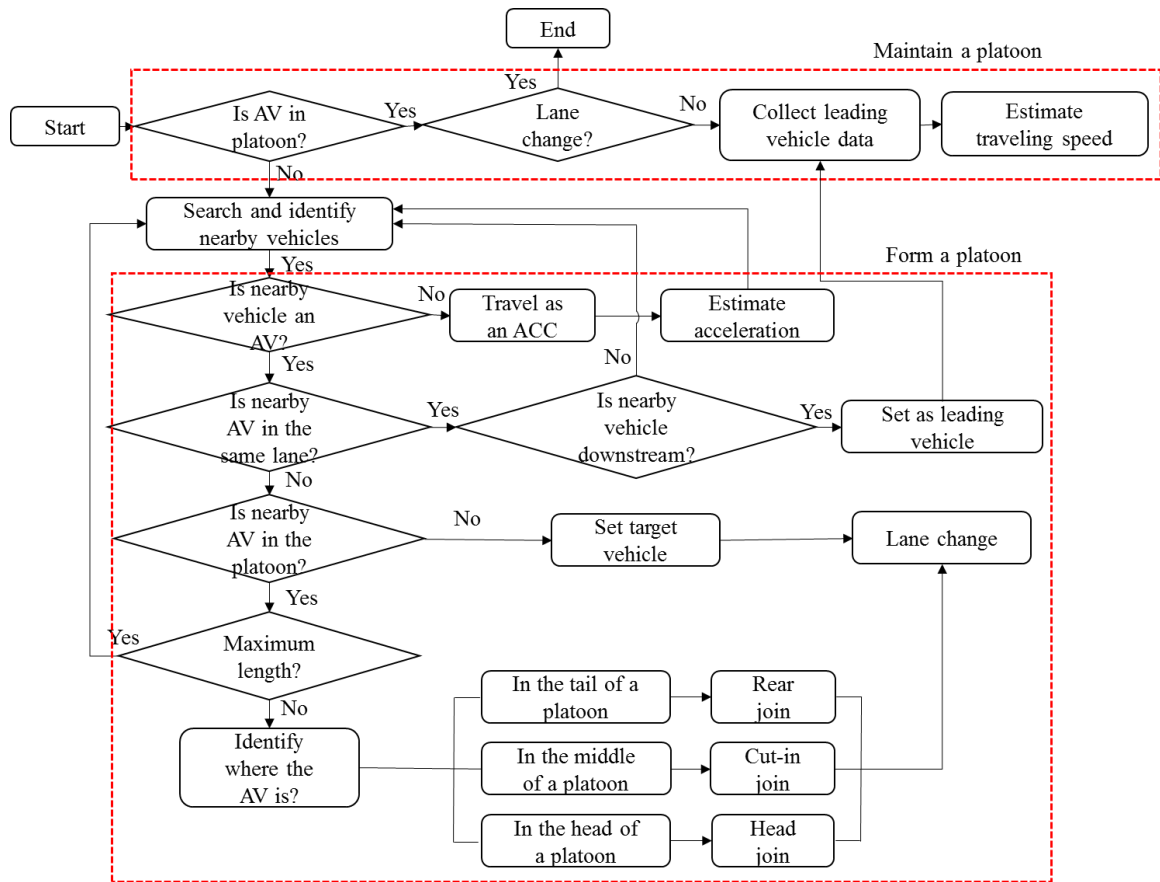 End
Maintain a platoon
Yes
Start
Is AV in
platoon?
Yes
Lane
change?
No
Collect leading
vehicle data
Estimate
traveling speed
No
Search and identify
nearby vehicles
Yes
Form a platoon
Is nearby
vehicle an
AV?
No
Travel as
an ACC
Estimate
acceleration
Yes
No
Is nearby
AV in the
same lane?
Yes
Is nearby
vehicle
downstream?
Yes
Set as leading
vehicle
No
Is nearby
AV in the
platoon?
No
Set target
vehicle
Lane change
Yes
Yes
Maximum
length?
No
Identify
where the
AV is?
In the tail of a
platoon
Rear
join
In the middle
of a platoon
Cut-in
join
In the head of
a platoon
Head
join